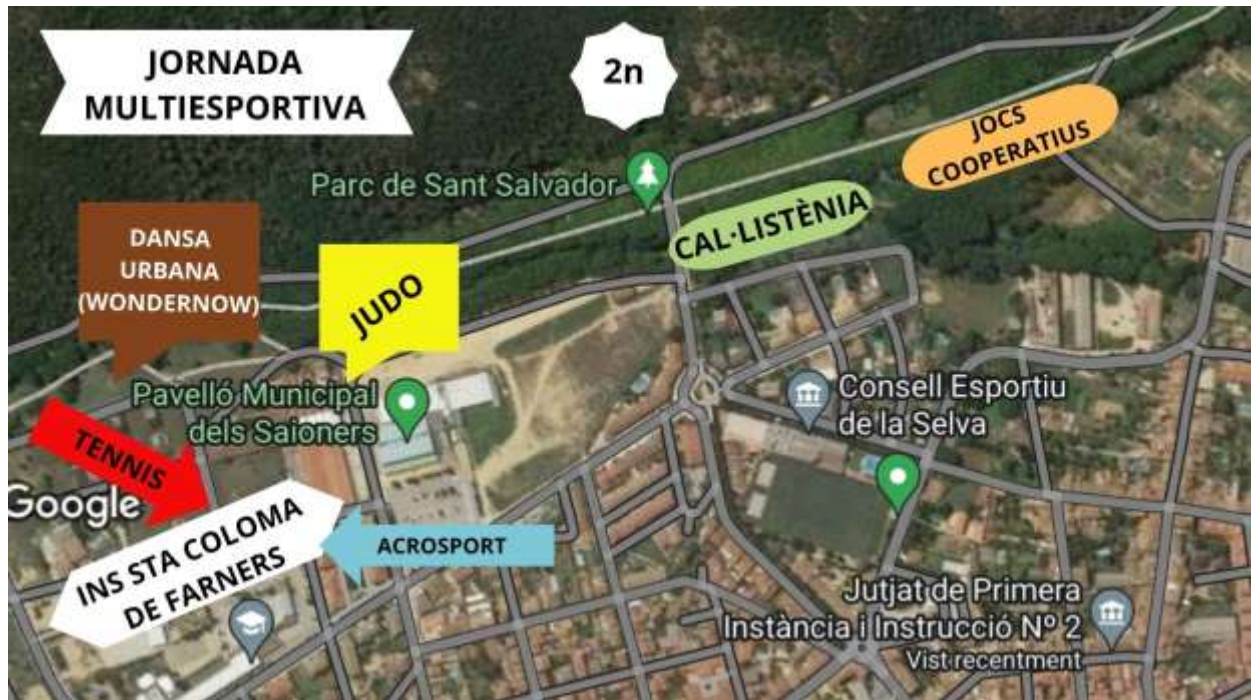 JORNADA
MULTIESPORTIVA
2n
JOCS
COOPERATIUS
Parc de Sant Salvador
CAL·LISTÈNIA
DANSA
URBANA
(WONDERNOW)
JUDO
Pavelló Municipal
dels Saioners
Consell Esportiu
de la Selva
TENNIS
Google
INS STA COLOMA
DE FARNERS
ACROSPORT
Jutjat de Primera
Instància i Instrucció Nº 2
Vist recentment